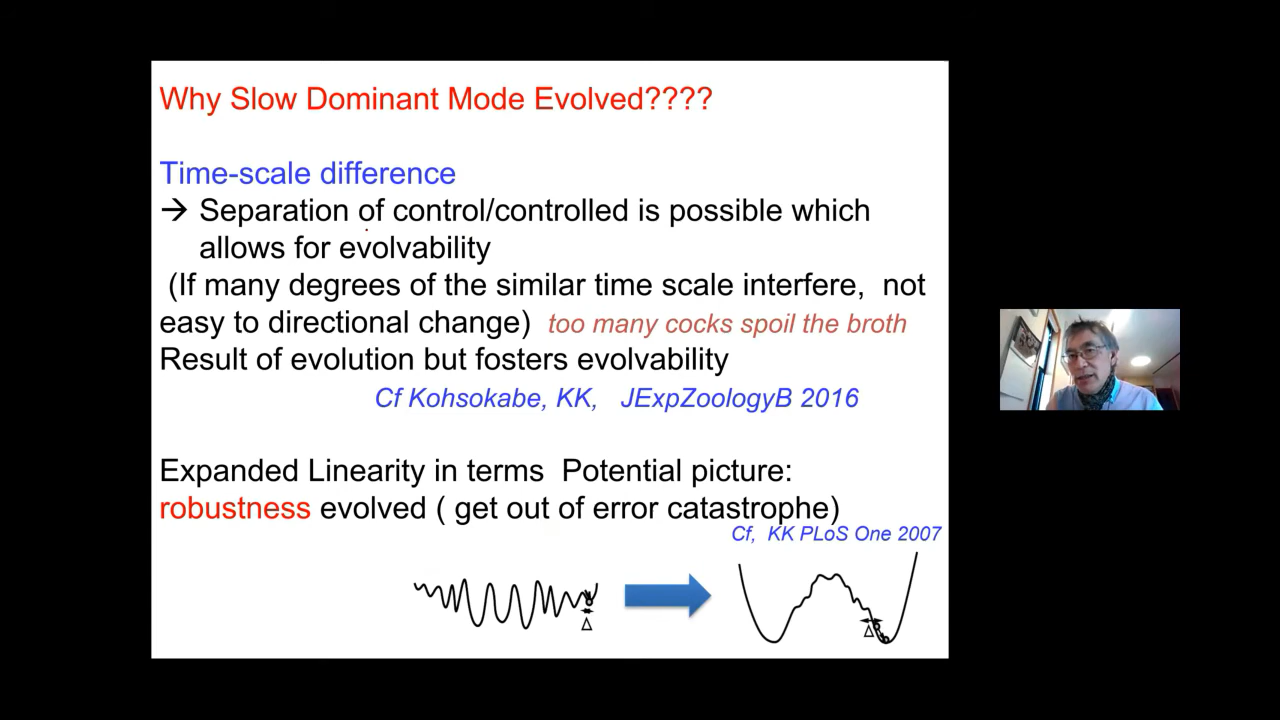 Why Slow Dominant Mode Evolved????
Time-scale difference
→ Separation of control/controlled is possible which
allows for evolvability
(If many degrees of the similar time scale interfere, not
easy to directional change) too many cocks spoil the broth
Result of evolution but fosters evolvability
Cf Kohsokabe, KK, JExpZoologyB 2016
Expanded Linearity in terms Potential picture:
robustness evolved ( get out of error catastrophe)
Cf, KK PLoS One 2007
Δ
Δ